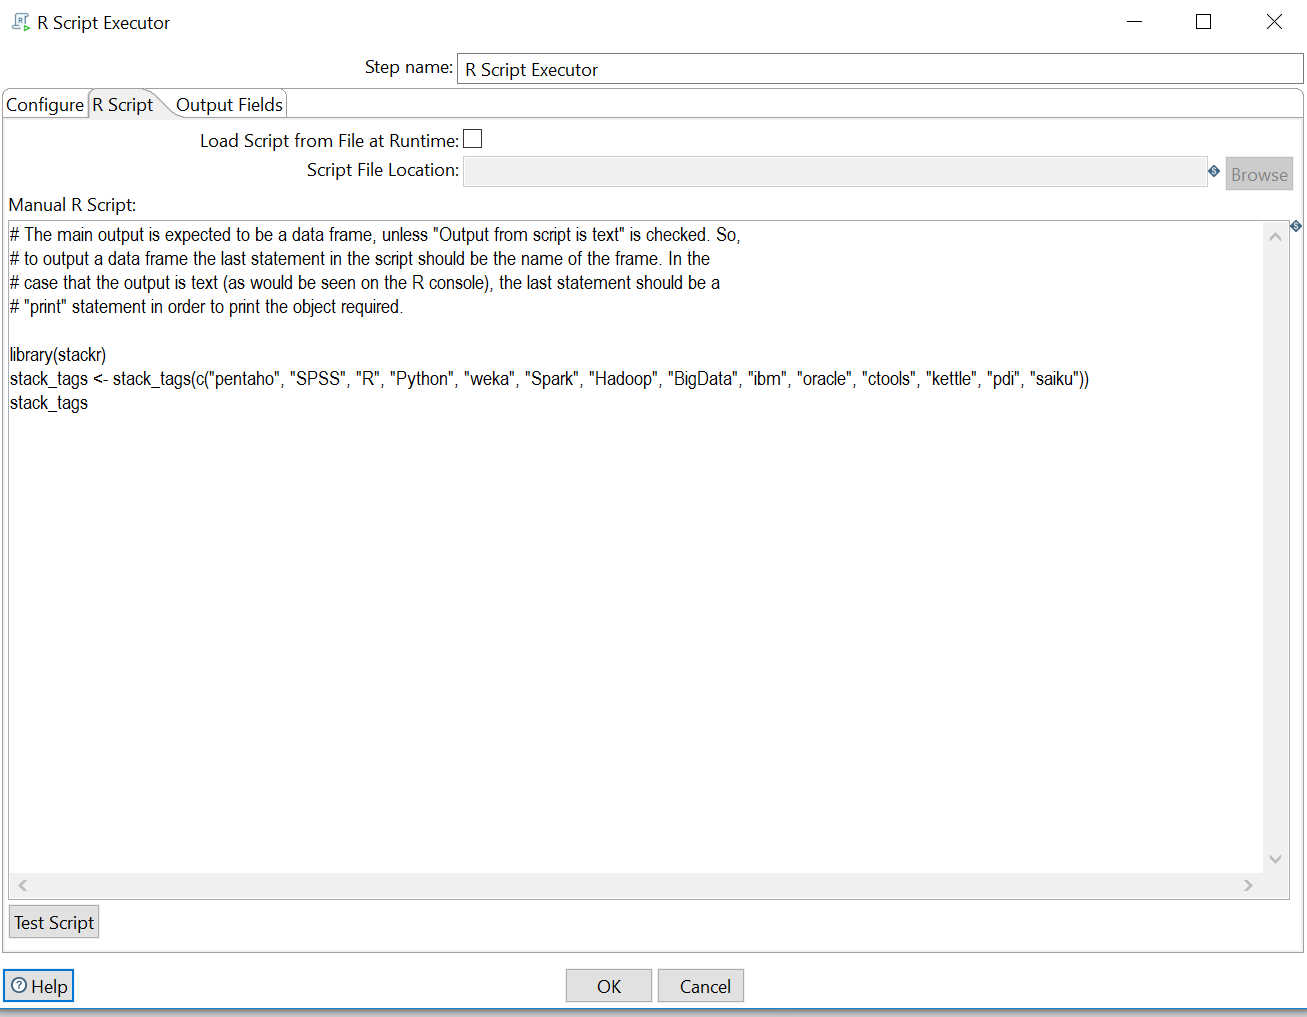 R Script Executor
Step name: R Script Executor
Configure R Script Output Fields
Load Script from File at Runtime:
Script File Location: Browse
Manual R Script:
# The main output is expected to be a data frame, unless "Output from script is text" is checked. So,
# to output a data frame the last statement in the script should be the name of the frame. In the
# case that the output is text (as would be seen on the R console), the last statement should be a
# "print" statement in order to print the object required.
library(stackr)
stack_tags <- stack_tags(c("pentaho", "SPSS", "R", "Python", "weka", "Spark", "Hadoop", "BigData", "ibm", "oracle", "ctools", "kettle", "pdi", "saiku"))
stack_tags
Test Script
Help OK Cancel